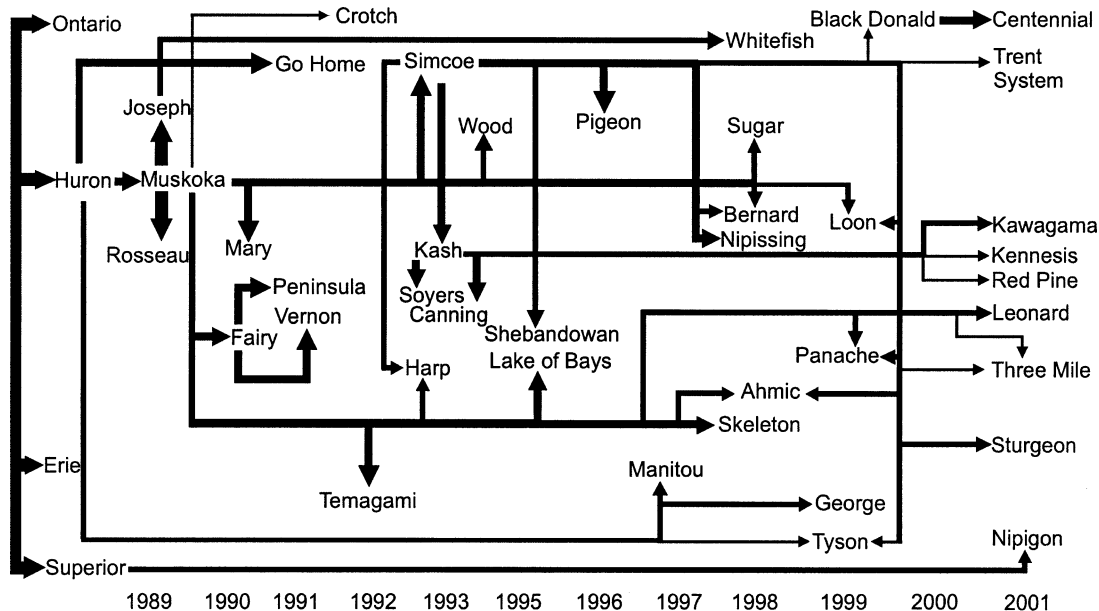 Crotch
Black Donald
Centennial
Ontario
Whitefish
Go Home
Simcoe
Trent
System
Joseph
Wood
Pigeon
Sugar
Huron
Muskoka
Bernard
Loon
Kawagama
Rosseau
Mary
Kash
Nipissing
Kennesis
Red Pine
Peninsula
Soyers
Canning
Vernon
Leonard
Fairy
Shebandowan
Lake of Bays
Panache
Harp
Three Mile
Ahmic
Skeleton
Sturgeon
Erie
Manitou
Temagami
George
Tyson
Nipigon
Superior
1989 1990 1991 1992 1993 1995 1996 1997 1998 1999 2000 2001